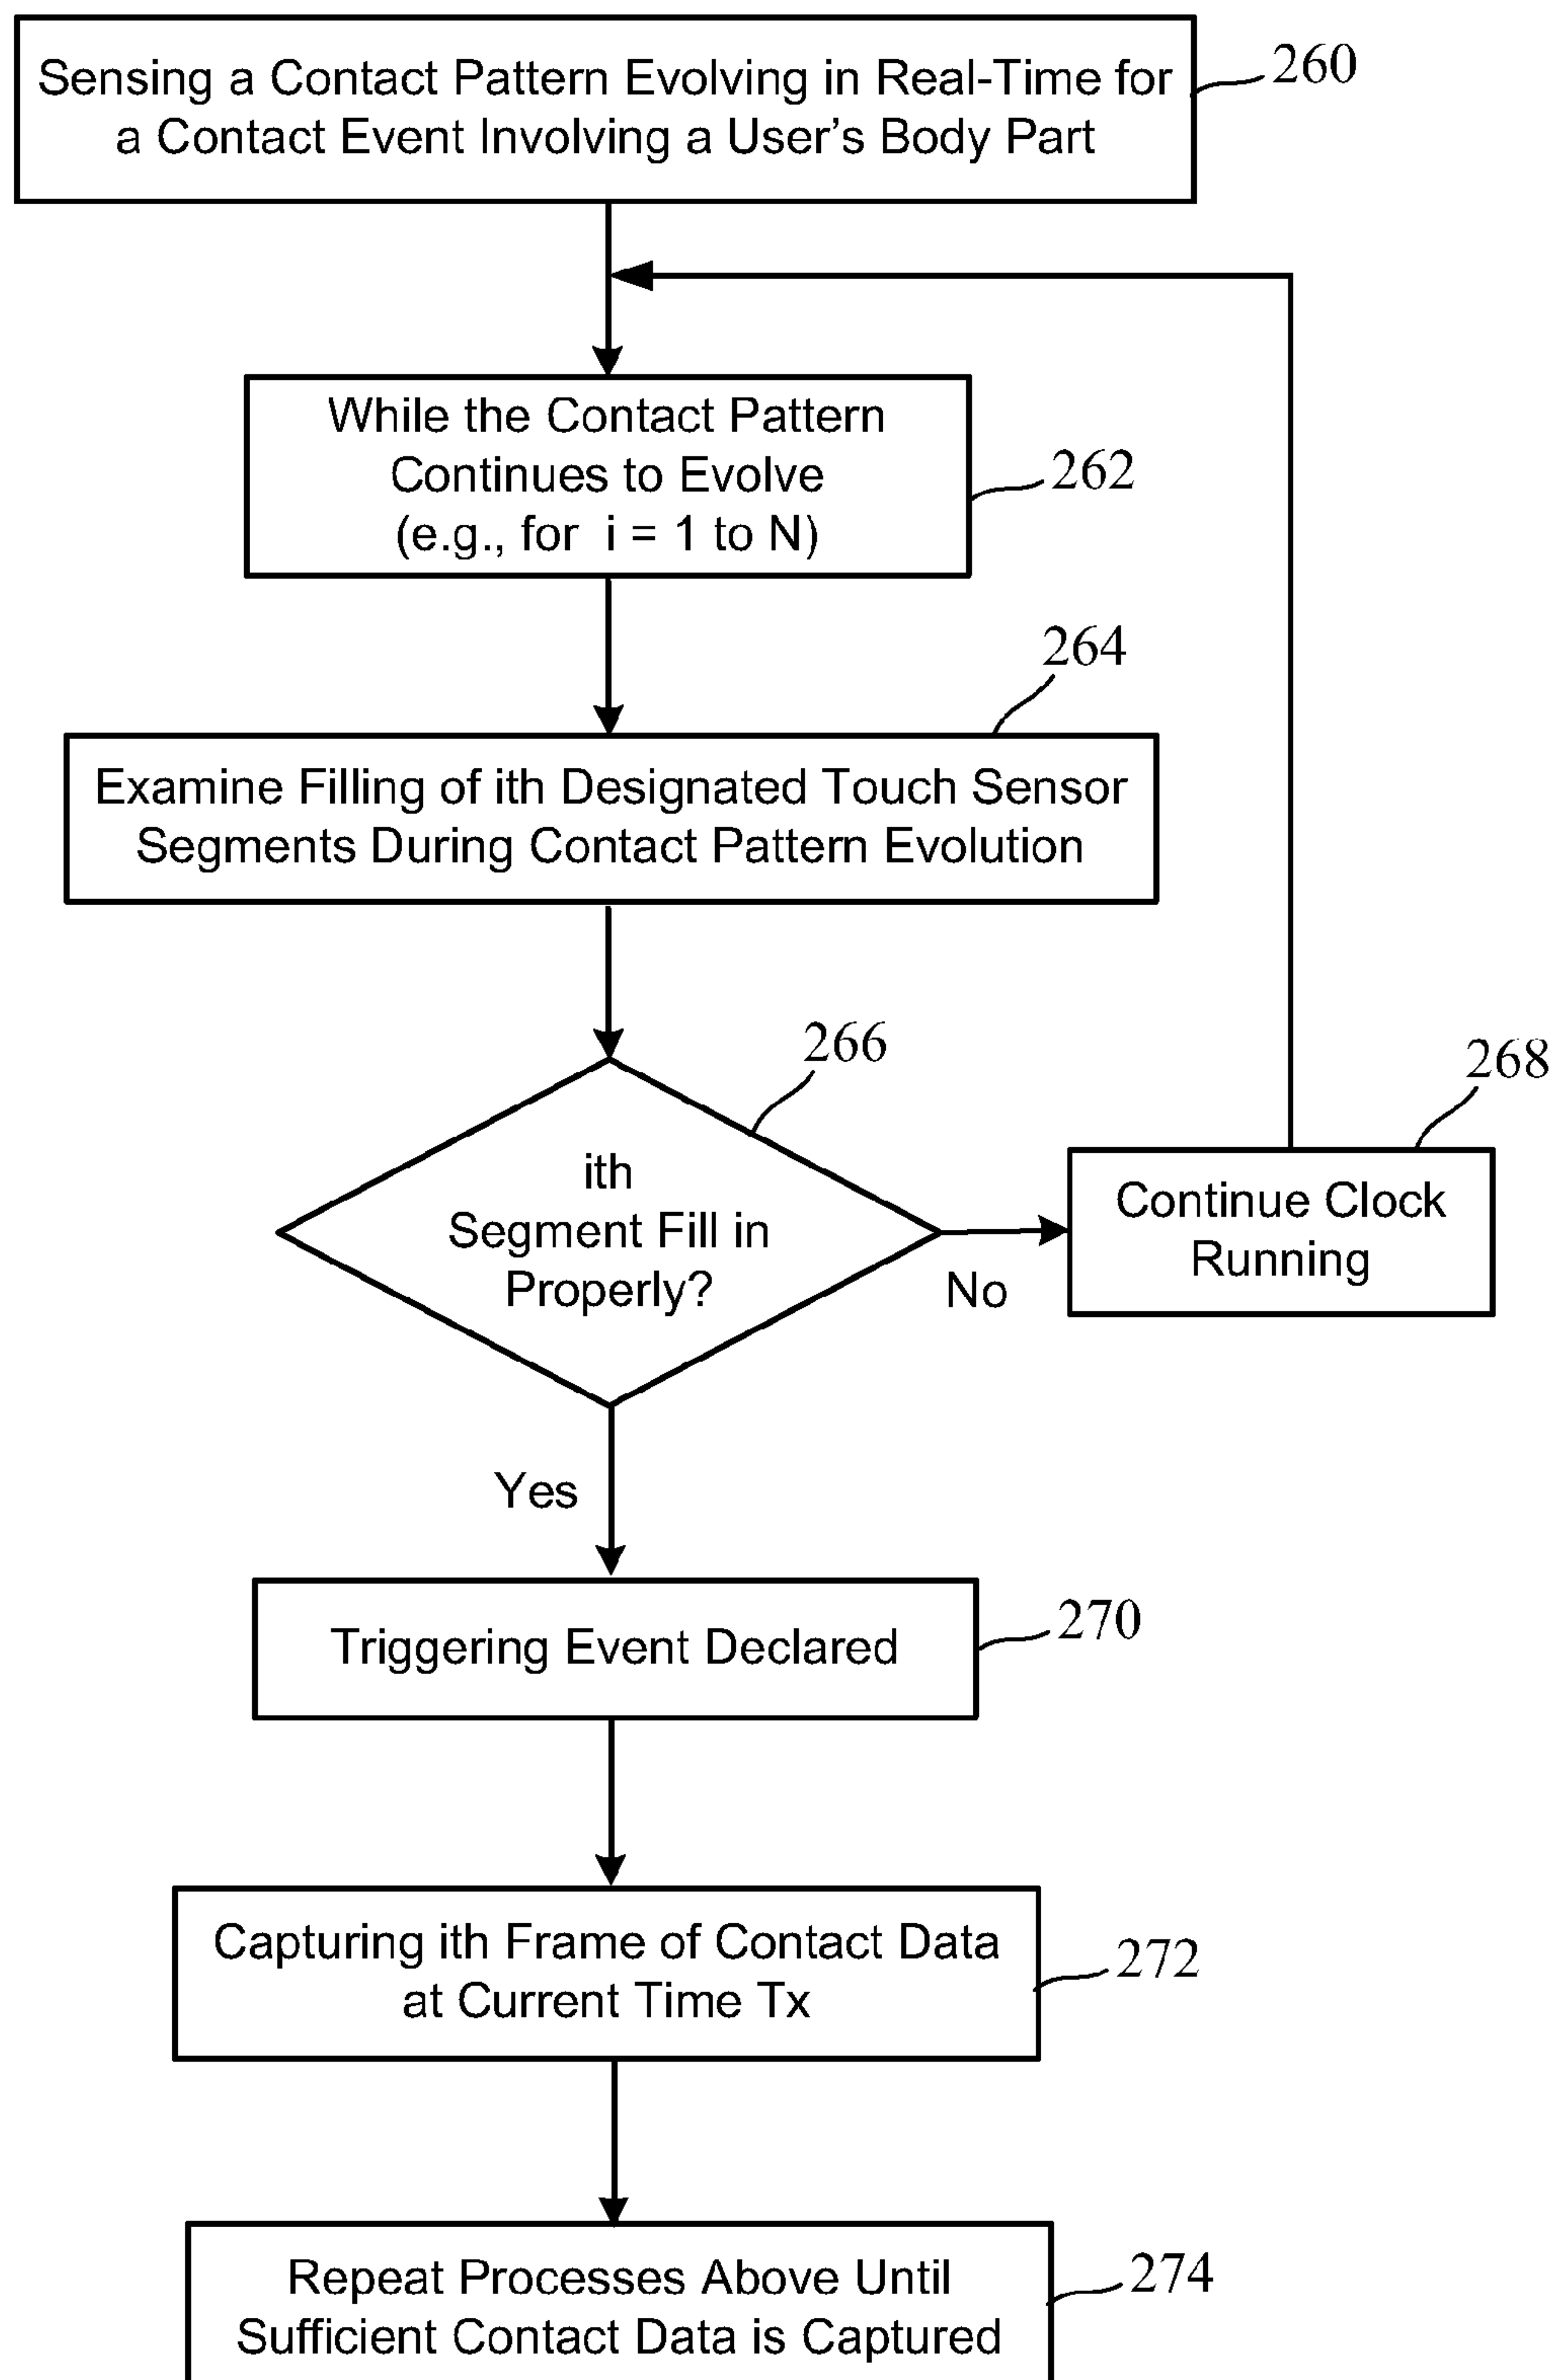 Sensing a Contact Pattern Evolving in Real-Time for
a Contact Event Involving a User's Body Part
260
While the Contact Pattern
Continues to Evolve
(e.g., for i = 1 to N)
262
264
Examine Filling of ith Designated Touch Sensor
Segments During Contact Pattern Evolution
266
ith
Segment Fill in
Properly?
No
268
Continue Clock
Running
Yes
Triggering Event Declared
270
Capturing ith Frame of Contact Data
at Current Time Tx
272
Repeat Processes Above Until
Sufficient Contact Data is Captured
274